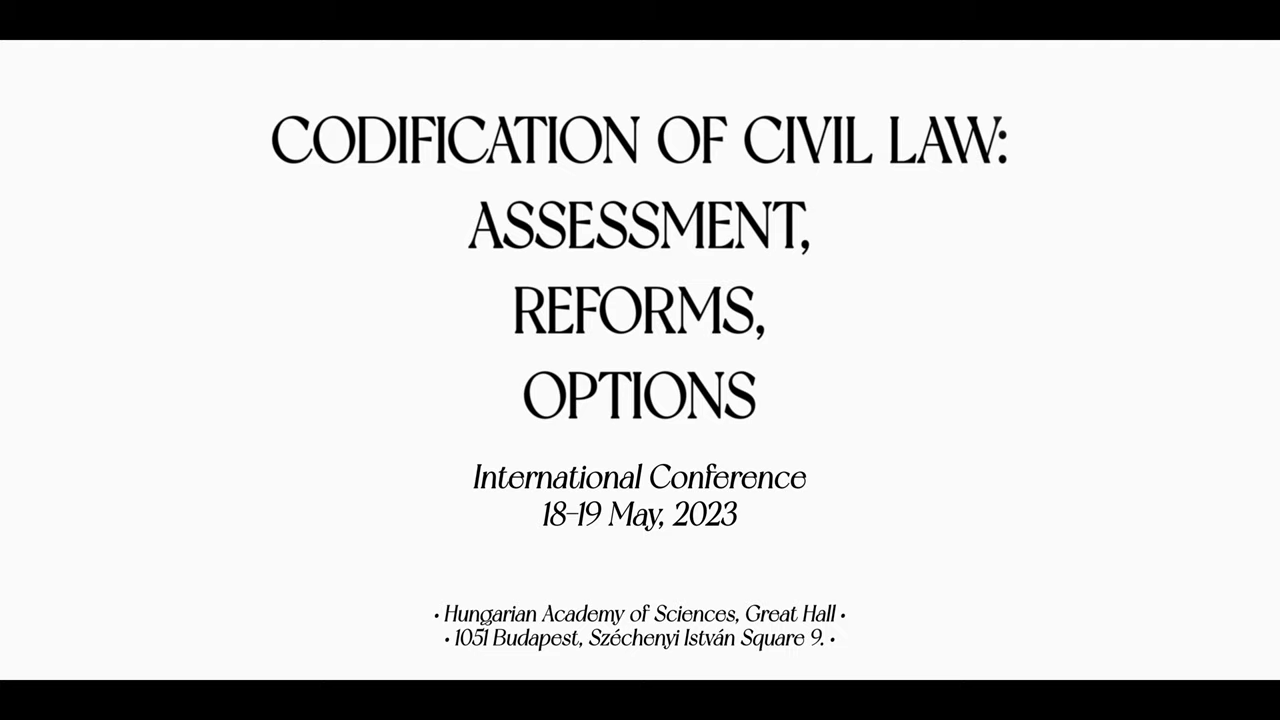 CODIFICATION OF CIVIL LAW:
ASSESSMENT,
REFORMS,
OPTIONS
International Conference
18-19 May, 2023
• Hungarian Academy of Sciences, Great Hall •
• 1051 Budapest, Széchenyi István Square 9. •